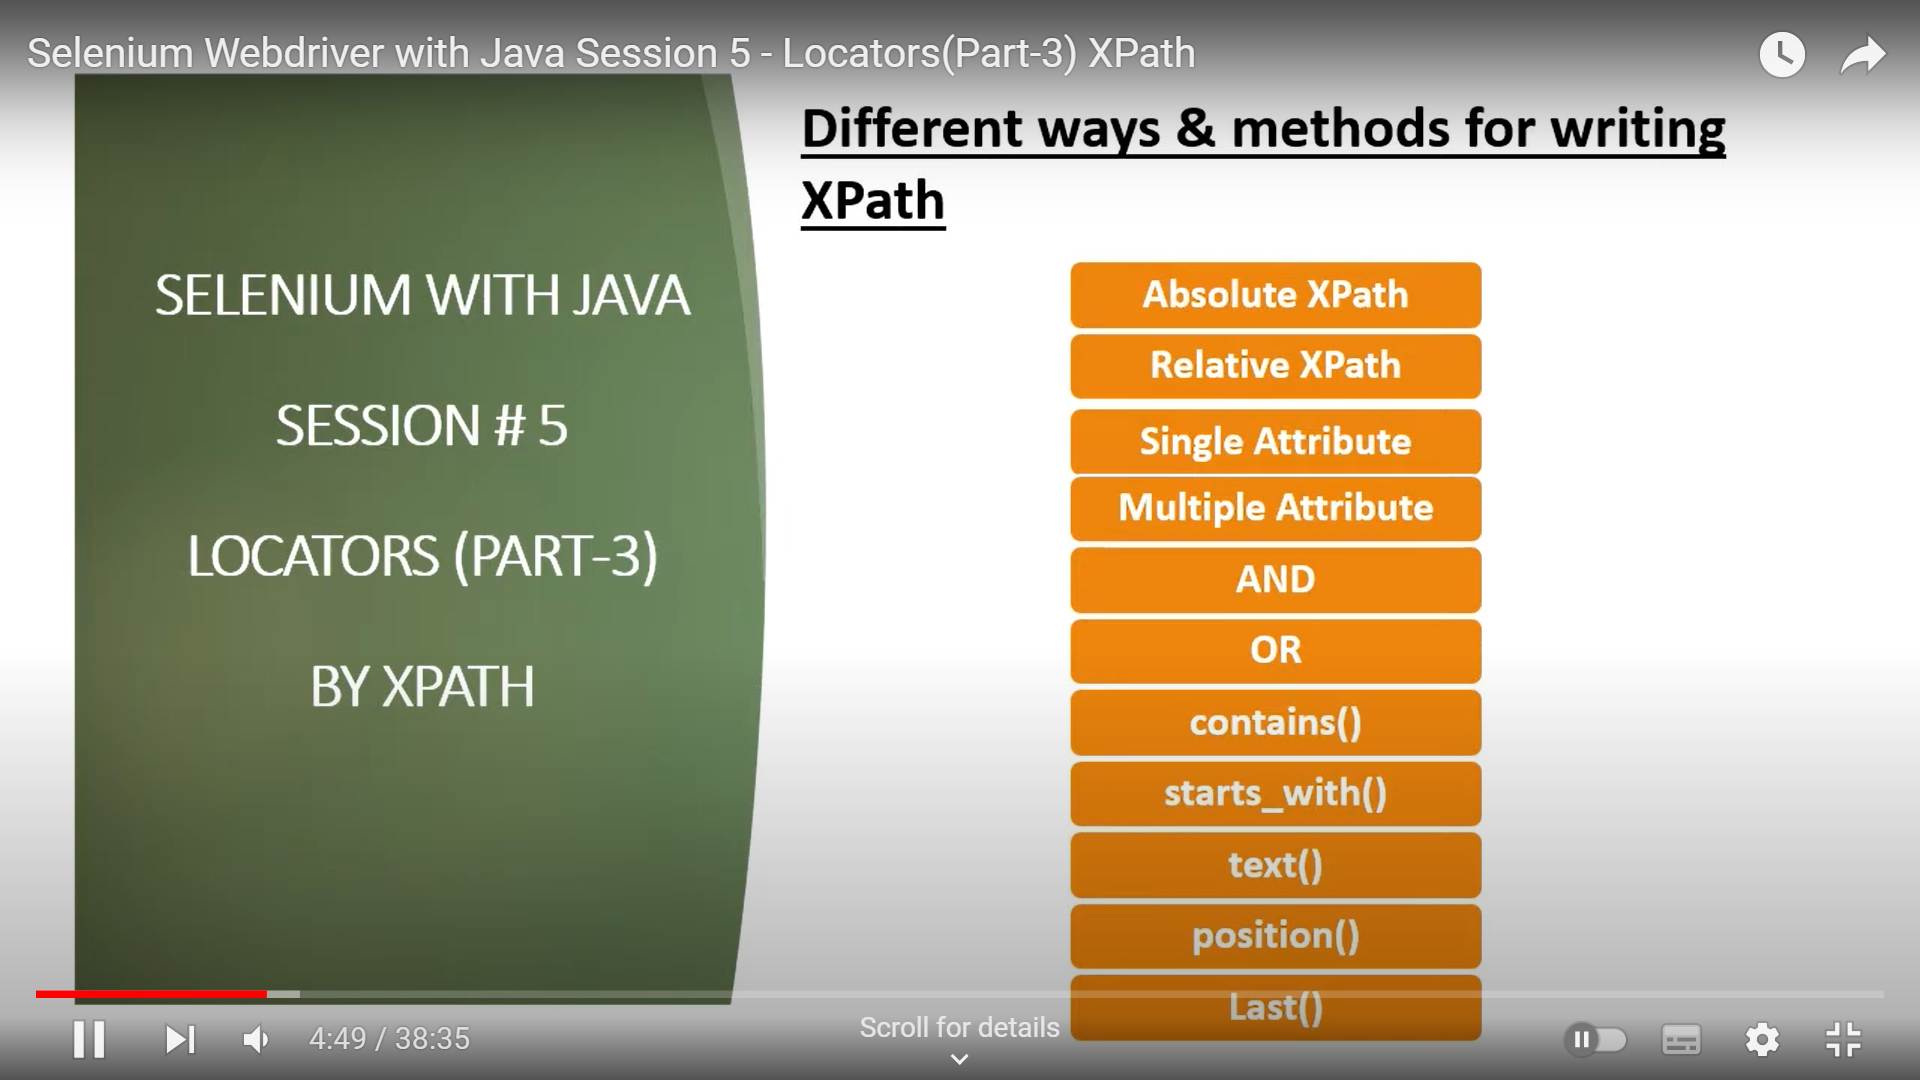 Selenium Webdriver with Java Session 5 - Locators(Part-3) XPath
SELENIUM WITH JAVA
SESSION # 5
LOCATORS (PART-3)
BY XPATH
Different ways & methods for writing
XPath
Absolute XPath
Relative XPath
Single Attribute
Multiple Attribute
AND
OR
contains()
starts_with()
text()
position()
Last()
4:49 / 38:35
Scroll for details